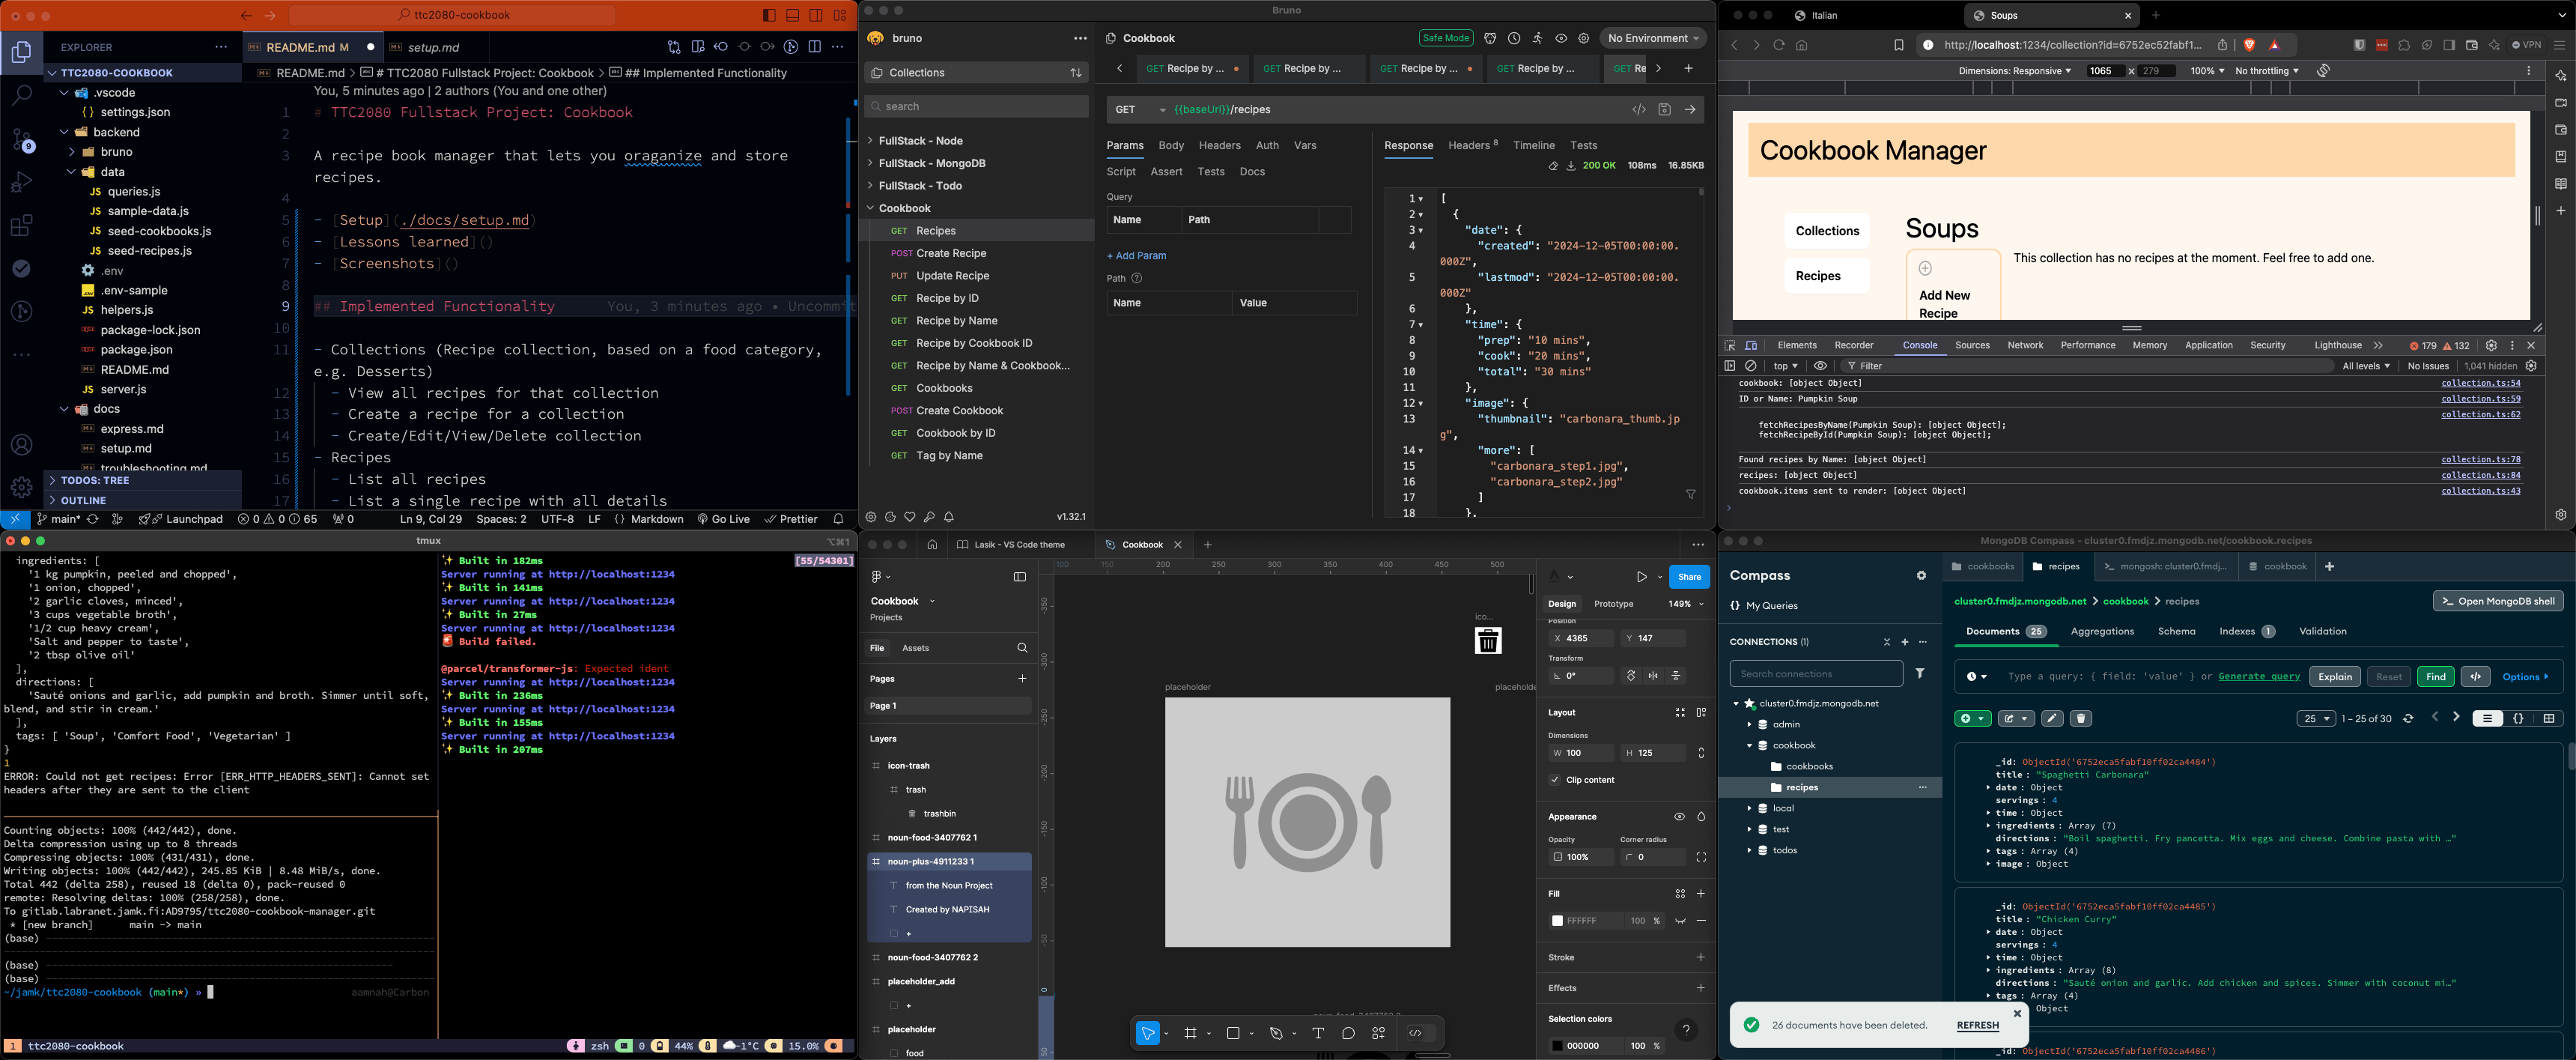 ttc2080-cookbook
EXPLORER
README.md M
setup.md
TTC2080-COOKBOOK
README.md > # TTC2080 Fullstack Project: Cookbook > ## Implemented Functionality
.vscode
settings.json
backend
bruno
data
queries.js
sample-data.js
seed-cookbooks.js
seed-recipes.js
.env
.env-sample
helpers.js
package-lock.json
package.json
README.md
server.js
docs
express.md
setup.md
troubleshooting.md
TODOS: TREE
OUTLINE
9
You, 5 minutes ago | 2 authors (You and one other)
1 # TTC2080 Fullstack Project: Cookbook
2
3 A recipe book manager that lets you oraganize and store
recipes.
4
5 - [Setup](./docs/setup.md)
6 - [Lessons learned]()
7 - [Screenshots]()
8
9 ## Implemented Functionality You, 3 minutes ago • Uncommit
10
11 - Collections (Recipe collection, based on a food category,
e.g. Desserts)
12 - View all recipes for that collection
13 - Create a recipe for a collection
14 - Create/Edit/View/Delete collection
15 - Recipes
16 - List all recipes
17 - List a single recipe with all details
main* Launchpad 0 0 65 0 Ln 9, Col 29 Spaces: 2 UTF-8 LF {} Markdown Go Live Prettier
Bruno
bruno
Collections
search
FullStack - Node
FullStack - MongoDB
FullStack - Todo
Cookbook
GET Recipes
POST Create Recipe
PUT Update Recipe
GET Recipe by ID
GET Recipe by Name
GET Recipe by Cookbook ID
GET Recipe by Name & Cookbook...
GET Cookbooks
POST Create Cookbook
GET Cookbook by ID
GET Tag by Name
v1.32.1
Cookbook
Safe Mode
No Environment
GET Recipe by ...
GET Recipe by ...
GET Recipe by ...
GET Recipe by ...
GET Re
GET {{baseUrl}}/recipes
Params Body Headers Auth Vars
Script Assert Tests Docs
Query
Name Path
+ Add Param
Path
Name Value
Response Headers 8 Timeline Tests
200 OK 108ms 16.85KB
1 [
2 {
3 "date": {
4 "created": "2024-12-05T00:00:00.
000Z",
5 "lastmod": "2024-12-05T00:00:00.
000Z"
6 },
7 "time": {
8 "prep": "10 mins",
9 "cook": "20 mins",
10 "total": "30 mins"
11 },
12 "image": {
13 "thumbnail": "carbonara_thumb.jp
g",
14 "more": [
15 "carbonara_step1.jpg",
16 "carbonara_step2.jpg"
17 ]
18 },
Italian
Soups
http://localhost:1234/collection?id=6752ec52fabf1...
VPN
Dimensions: Responsive 1065 × 279 100% No throttling
Cookbook Manager
Collections
Recipes
Soups
Add New
Recipe
This collection has no recipes at the moment. Feel free to add one.
Elements Recorder Console Sources Network Performance Memory Application Security Lighthouse 179 132
top Filter All levels No Issues 1,041 hidden
cookbook: [object Object] collection.ts:54
ID or Name: Pumpkin Soup collection.ts:59
collection.ts:62
fetchRecipesByName(Pumpkin Soup): [object Object];
fetchRecipeById(Pumpkin Soup): [object Object];
Found recipes by Name: [object Object] collection.ts:78
recipes: [object Object] collection.ts:84
cookbook.items sent to render: [object Object] collection.ts:43
tmux
⌥⌘1
ingredients: [
'1 kg pumpkin, peeled and chopped',
'1 onion, chopped',
'2 garlic cloves, minced',
'3 cups vegetable broth',
'1/2 cup heavy cream',
'Salt and pepper to taste',
'2 tbsp olive oil'
],
directions: [
'Sauté onions and garlic, add pumpkin and broth. Simmer until soft,
blend, and stir in cream.'
],
tags: [ 'Soup', 'Comfort Food', 'Vegetarian' ]
}
1
ERROR: Could not get recipes: Error [ERR_HTTP_HEADERS_SENT]: Cannot set
headers after they are sent to the client
Counting objects: 100% (442/442), done.
Delta compression using up to 8 threads
Compressing objects: 100% (431/431), done.
Writing objects: 100% (442/442), 245.85 KiB | 8.48 MiB/s, done.
Total 442 (delta 258), reused 18 (delta 0), pack-reused 0
remote: Resolving deltas: 100% (258/258), done.
To gitlab.labranet.jamk.fi:AD9795/ttc2080-cookbook-manager.git
* [new branch] main -> main
(base)
(base)
(base)
~/jamk/ttc2080-cookbook (main*) » aamnah@Carbon
[55/54301]
✨ Built in 182ms
Server running at http://localhost:1234
✨ Built in 141ms
Server running at http://localhost:1234
✨ Built in 27ms
Server running at http://localhost:1234
🚨 Build failed.
@parcel/transformer-js: Expected ident
Server running at http://localhost:1234
✨ Built in 236ms
Server running at http://localhost:1234
✨ Built in 155ms
Server running at http://localhost:1234
✨ Built in 207ms
1 ttc2080-cookbook zsh 0 44% -1°C 15.0%
Lasik - VS Code theme
Cookbook
Cookbook
Projects
File Assets
Pages
Page 1
Layers
icon-trash
trash
trashbin
noun-food-3407762 1
noun-plus-4911233 1
from the Noun Project
Created by NAPISAH
+
noun-food-3407762 2
placeholder_add
+
placeholder
food
100 150 200 250 300 350 400 450 500
-350
-300
-250
-200
-150
-100
-50
0
50
ico...
placeholder
placeholde
Share
Design Prototype 149%
Position
X 4365 Y 147
Transform
0°
Layout
Dimensions
W 100 H 125
Clip content
Appearance
Opacity Corner radius
100% 0
Fill
FFFFFF 100 %
Stroke
Effects
Selection colors
000000 100 %
MongoDB Compass - cluster0.fmdjz.mongodb.net/cookbook.recipes
Compass
{} My Queries
CONNECTIONS (1)
Search connections
cluster0.fmdjz.mongodb.net
admin
cookbook
cookbooks
recipes
local
test
todos
cookbooks
recipes
mongosh: cluster0.fmdj...
cookbook
cluster0.fmdjz.mongodb.net > cookbook > recipes
Open MongoDB shell
Documents 25 Aggregations Schema Indexes 1 Validation
Type a query: { field: 'value' } or Generate query Explain Reset Find Options
25 1 – 25 of 30
_id: ObjectId('6752eca5fabf10ff02ca4484')
title : "Spaghetti Carbonara"
date : Object
servings : 4
time : Object
ingredients : Array (7)
directions : "Boil spaghetti. Fry pancetta. Mix eggs and cheese. Combine pasta with …"
tags : Array (4)
image : Object
_id: ObjectId('6752eca5fabf10ff02ca4485')
title : "Chicken Curry"
date : Object
servings : 4
time : Object
ingredients : Array (8)
directions : "Sauté onion and garlic. Add chicken and spices. Simmer with coconut mi…"
tags : Array (4)
Object
_id: ObjectId('6752eca5fabf10ff02ca4486')
26 documents have been deleted. REFRESH